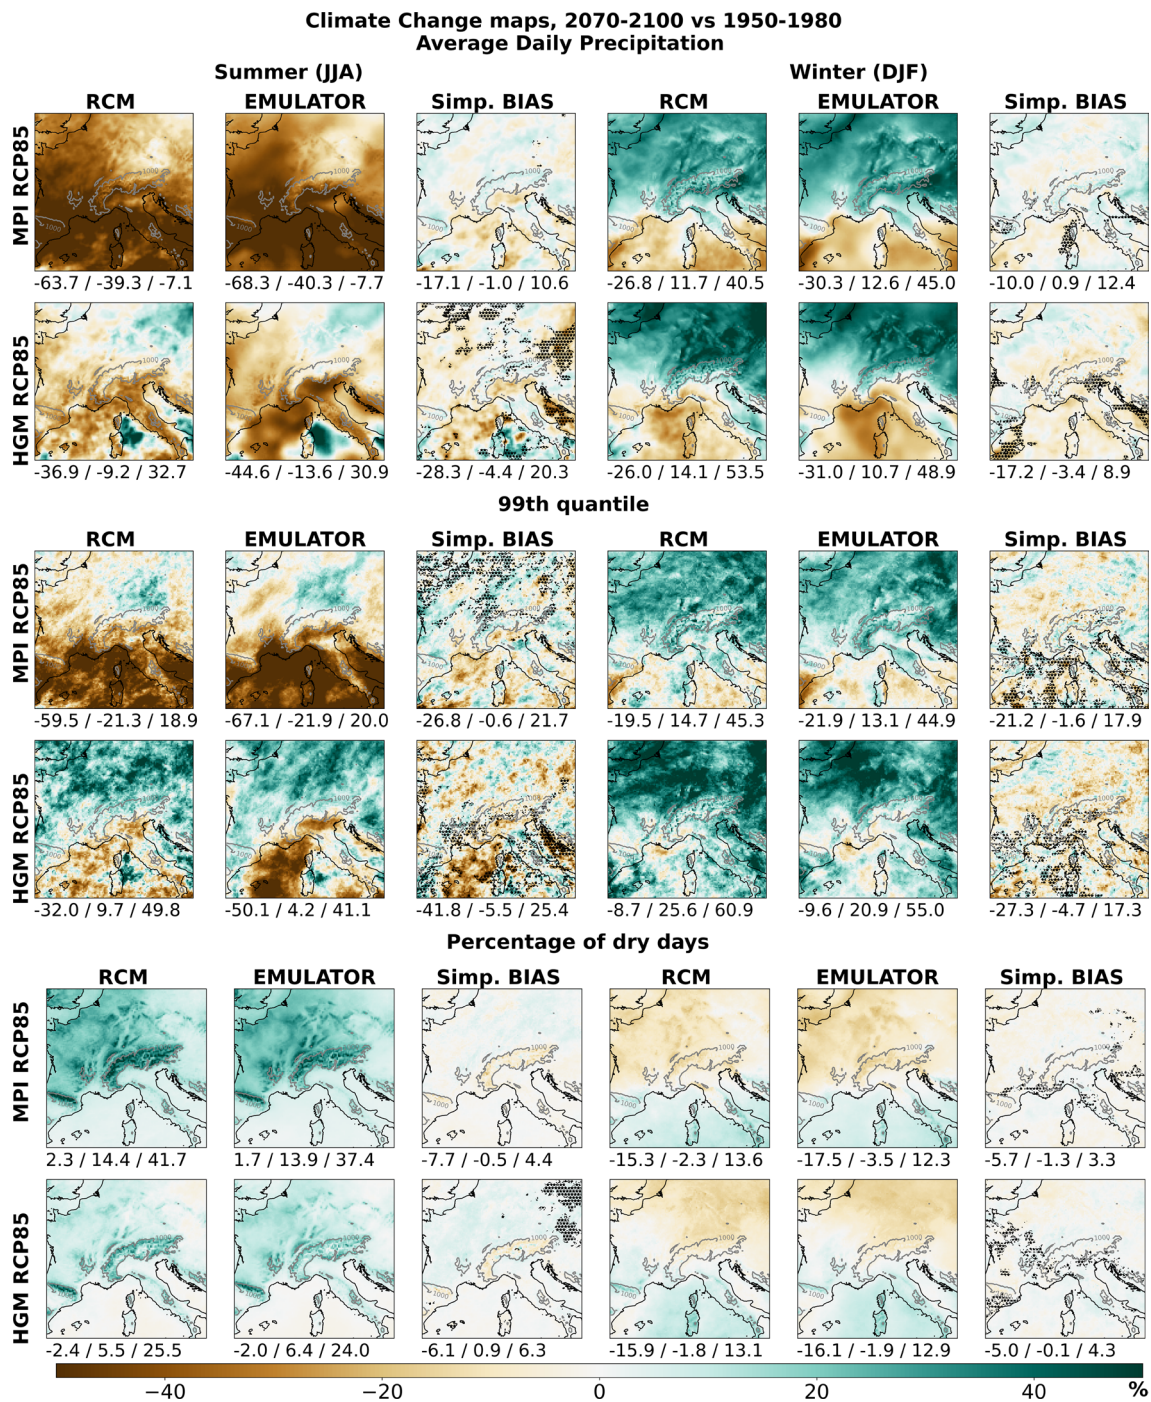 Climate Change maps, 2070-2100 vs 1950-1980
Average Daily Precipitation
Summer (JJA) Winter (DJF)
RCM EMULATOR Simp. BIAS RCM EMULATOR Simp. BIAS
MPI RCP85
-63.7 / -39.3 / -7.1 -68.3 / -40.3 / -7.7 -17.1 / -1.0 / 10.6 -26.8 / 11.7 / 40.5 -30.3 / 12.6 / 45.0 -10.0 / 0.9 / 12.4
HGM RCP85
-36.9 / -9.2 / 32.7 -44.6 / -13.6 / 30.9 -28.3 / -4.4 / 20.3 -26.0 / 14.1 / 53.5 -31.0 / 10.7 / 48.9 -17.2 / -3.4 / 8.9
99th quantile
RCM EMULATOR Simp. BIAS RCM EMULATOR Simp. BIAS
MPI RCP85
-59.5 / -21.3 / 18.9 -67.1 / -21.9 / 20.0 -26.8 / -0.6 / 21.7 -19.5 / 14.7 / 45.3 -21.9 / 13.1 / 44.9 -21.2 / -1.6 / 17.9
HGM RCP85
-32.0 / 9.7 / 49.8 -50.1 / 4.2 / 41.1 -41.8 / -5.5 / 25.4 -8.7 / 25.6 / 60.9 -9.6 / 20.9 / 55.0 -27.3 / -4.7 / 17.3
Percentage of dry days
RCM EMULATOR Simp. BIAS RCM EMULATOR Simp. BIAS
MPI RCP85
2.3 / 14.4 / 41.7 1.7 / 13.9 / 37.4 -7.7 / -0.5 / 4.4 -15.3 / -2.3 / 13.6 -17.5 / -3.5 / 12.3 -5.7 / -1.3 / 3.3
HGM RCP85
-2.4 / 5.5 / 25.5 -2.0 / 6.4 / 24.0 -6.1 / 0.9 / 6.3 -15.9 / -1.8 / 13.1 -16.1 / -1.9 / 12.9 -5.0 / -0.1 / 4.3
−40 −20 0 20 40 %